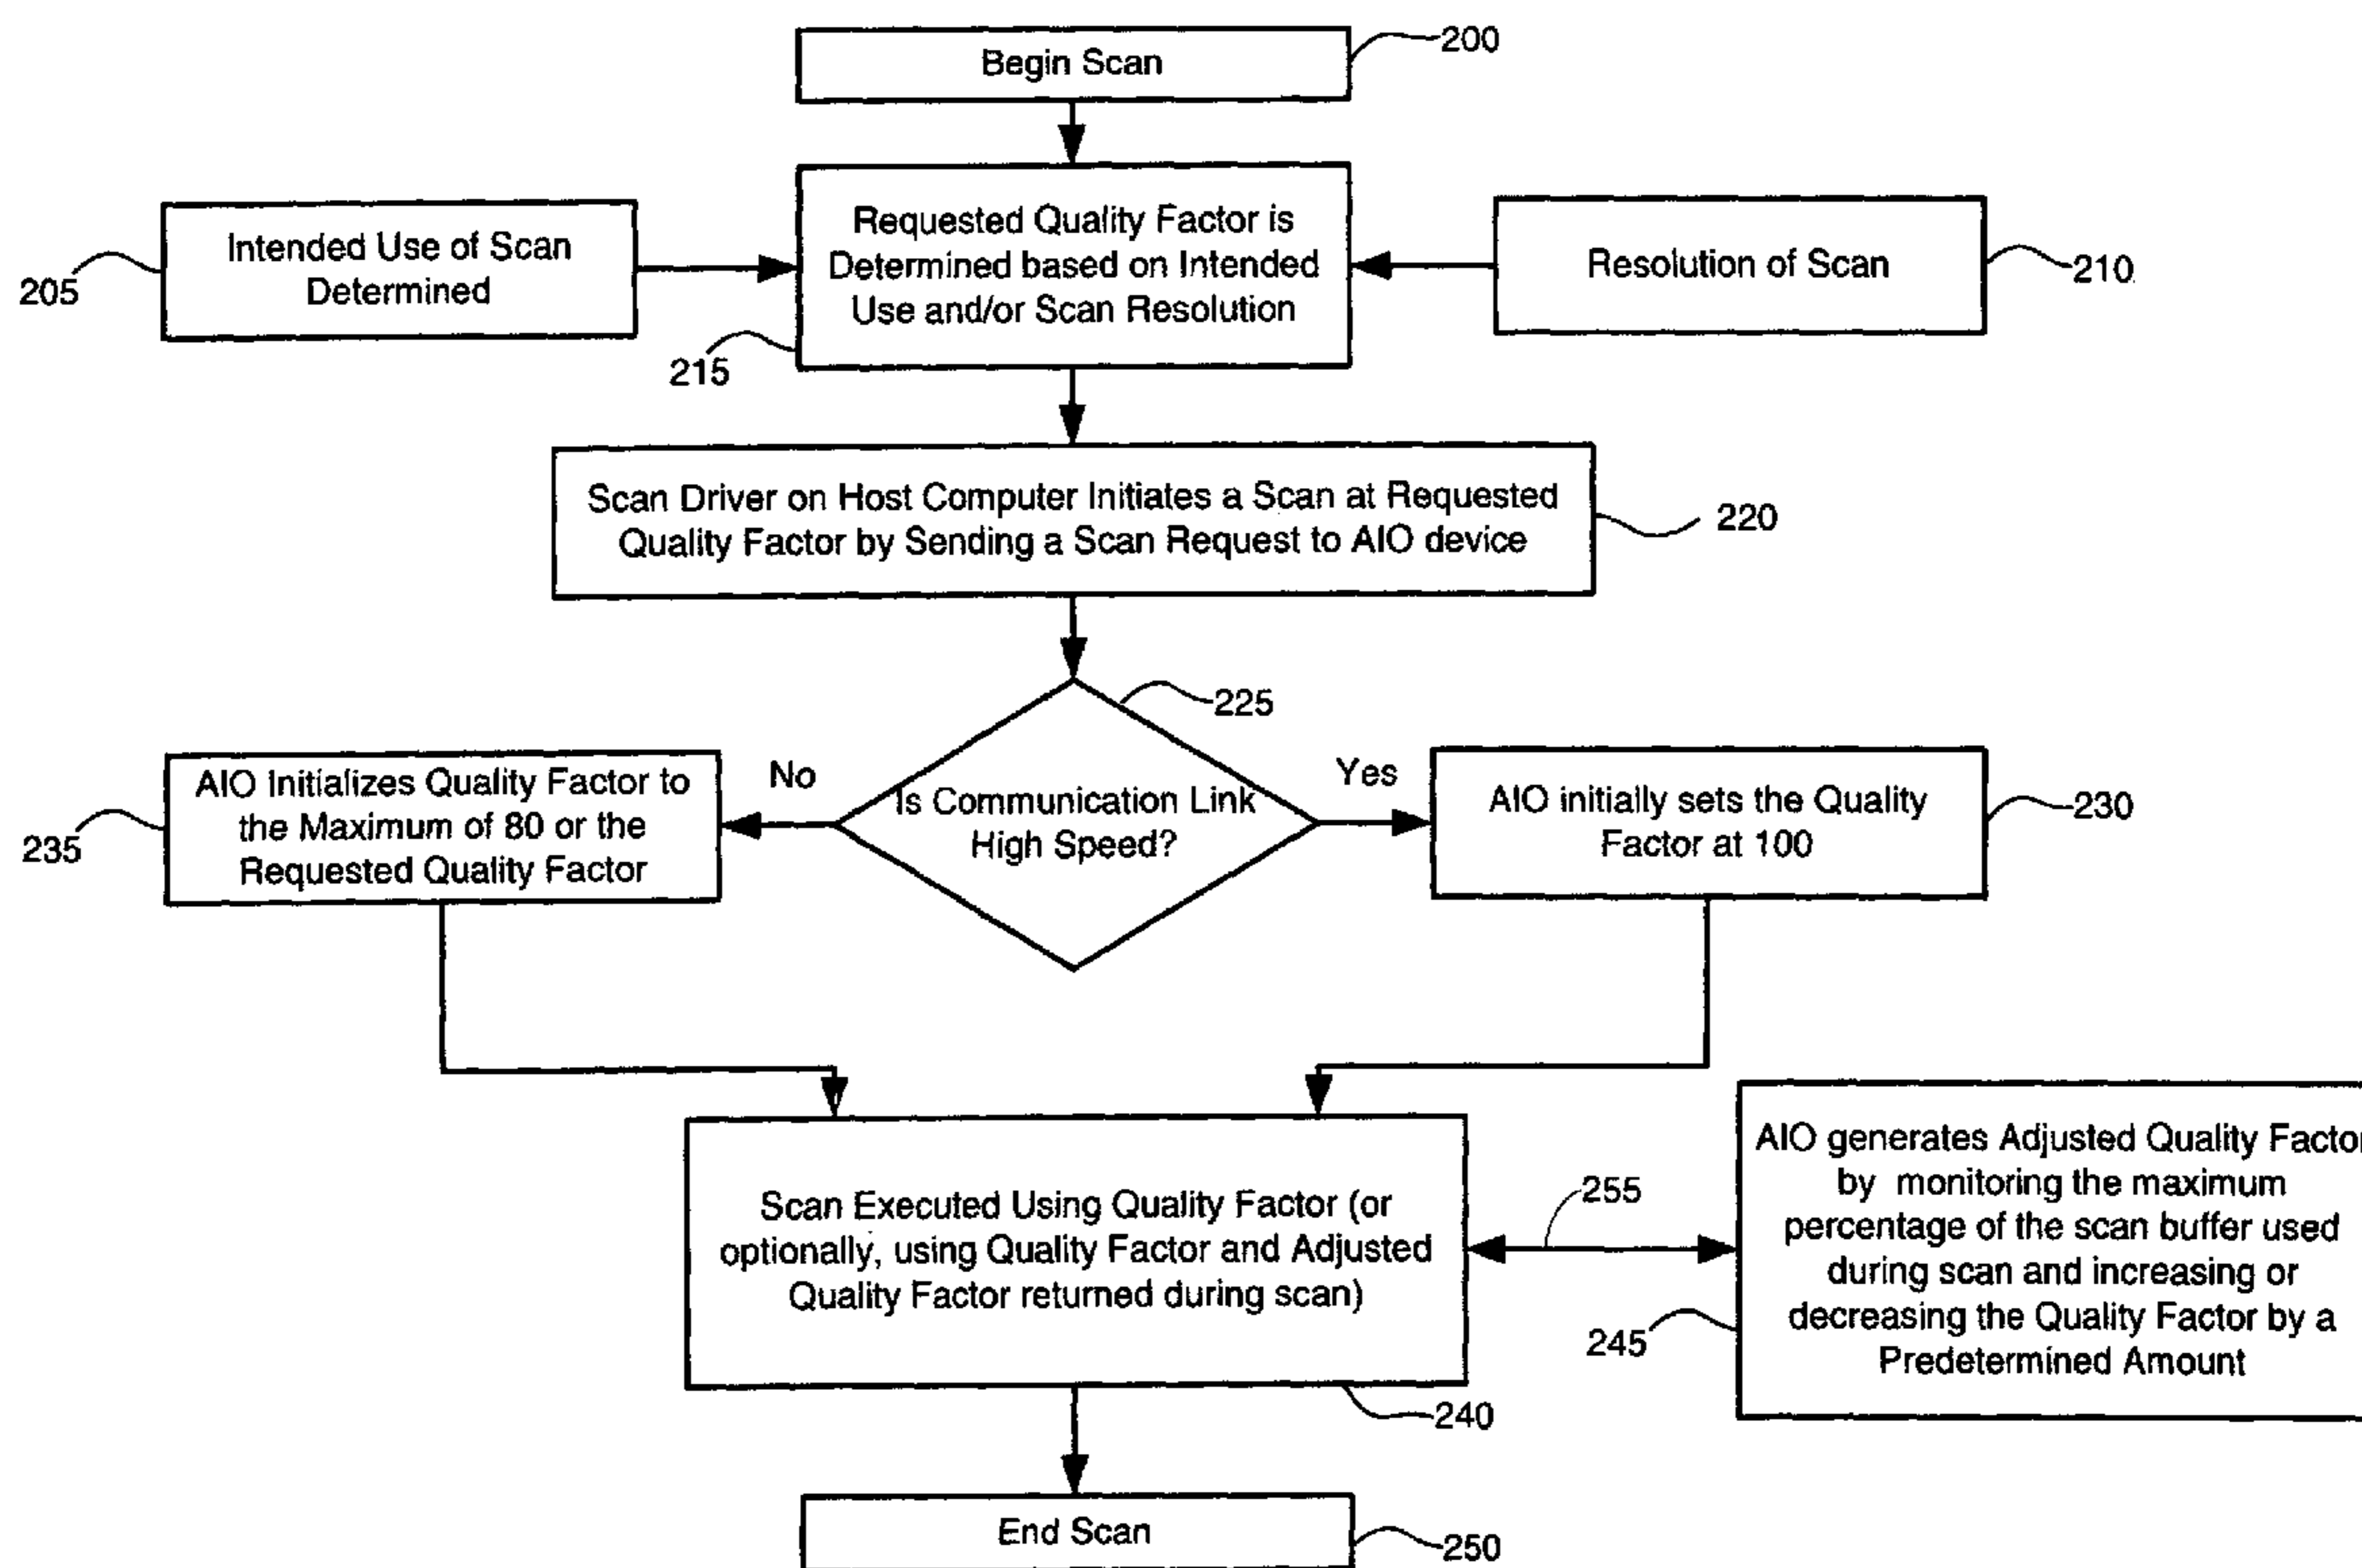 Begin Scan
200
Intended Use of Scan
Determined
205
Requested Quality Factor is
Determined based on Intended
Use and/or Scan Resolution
215
Resolution of Scan
210
Scan Driver on Host Computer Initiates a Scan at Requested
Quality Factor by Sending a Scan Request to AIO device
220
225
Is Communication Link
High Speed?
No
Yes
AIO Initializes Quality Factor to
the Maximum of 80 or the
Requested Quality Factor
235
AIO initially sets the Quality
Factor at 100
230
Scan Executed Using Quality Factor (or
optionally, using Quality Factor and Adjusted
Quality Factor returned during scan)
240
255
AIO generates Adjusted Quality Factor
by monitoring the maximum
percentage of the scan buffer used
during scan and increasing or
decreasing the Quality Factor by a
Predetermined Amount
245
End Scan
250